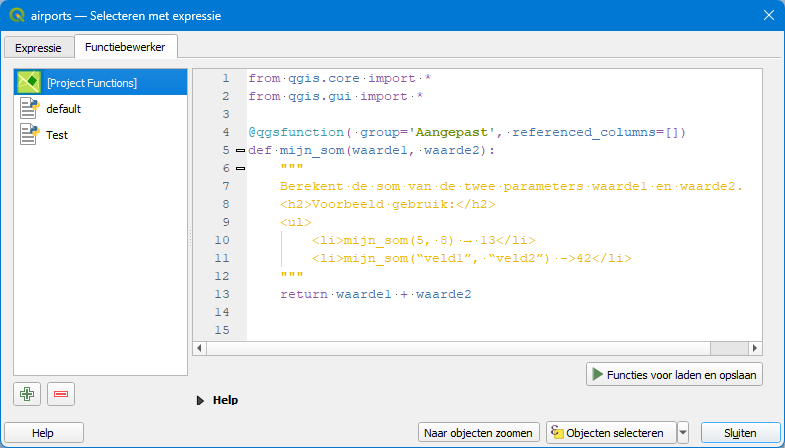 airports — Selecteren met expressie
Expressie
Functiebewerker
[Project Functions]
default
Test
1 from·qgis.core·import·*
2 from·qgis.gui·import·*
3
4 @qgsfunction(·group='Aangepast',·referenced_columns=[])
5 def·mijn_som(waarde1,·waarde2):
6 """
7 Berekent·de·som·van·de·twee·parameters·waarde1·en·waarde2.
8 <h2>Voorbeeld·gebruik:</h2>
9 <ul>
10 <li>mijn_som(5,·8)·→·13</li>
11 <li>mijn_som(“veld1”,·“veld2”)·->42</li>
12 """
13 return·waarde1·+·waarde2
14
15
Functies voor laden en opslaan
Help
Help
Naar objecten zoomen
Objecten selecteren
Sluiten